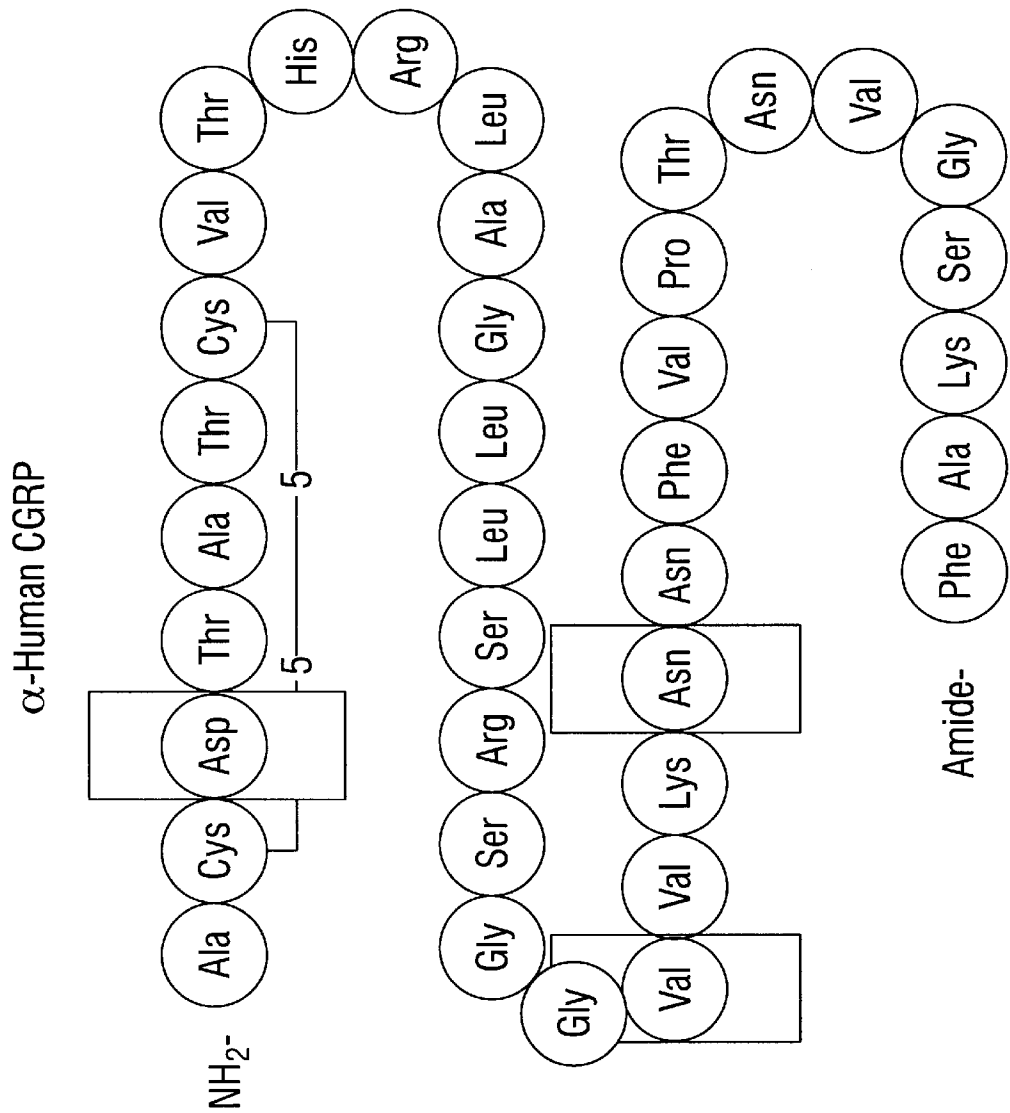 α-Human CGRP
NH₂- Ala Cys Asp Thr Ala Thr Cys Val Thr
5 5
His
Arg
Leu Ala Gly Leu Leu Ser Arg Ser Gly
Gly
Val Val Lys Asn Asn Phe Val Pro Thr
Asn
Val
Gly Ser Lys Ala Phe
Amide-